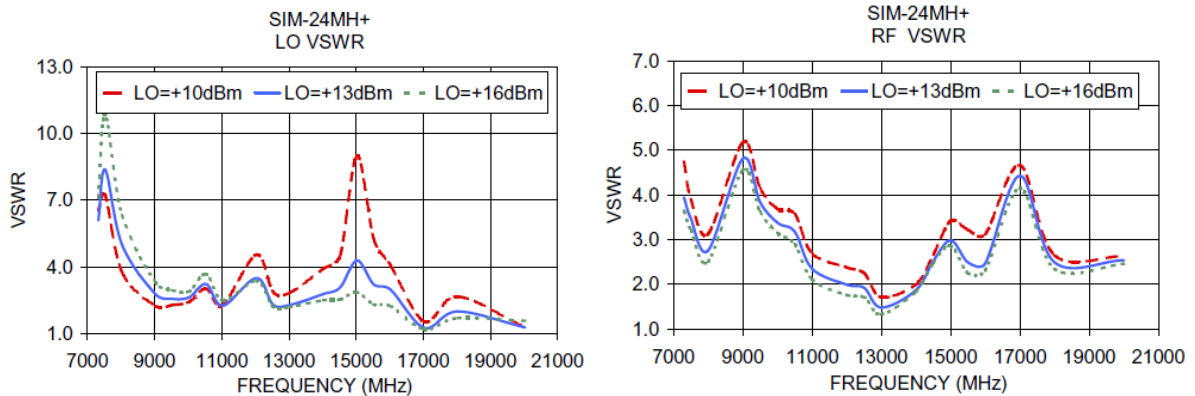 SIM-24MH+
LO VSWR
13.0
10.0
7.0
4.0
1.0
LO=+10dBm LO=+13dBm LO=+16dBm
VSWR
7000 9000 11000 13000 15000 17000 19000 21000
FREQUENCY (MHz)
SIM-24MH+
RF VSWR
7.0
6.0
5.0
4.0
3.0
2.0
1.0
LO=+10dBm LO=+13dBm LO=+16dBm
VSWR
7000 9000 11000 13000 15000 17000 19000 21000
FREQUENCY (MHz)